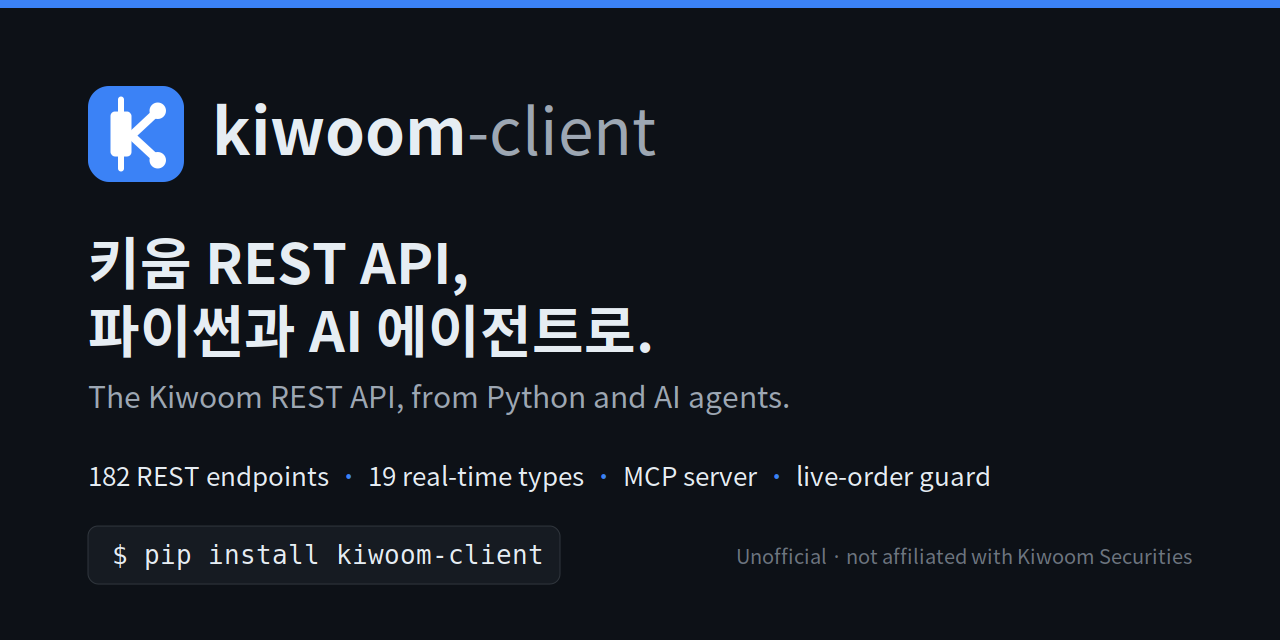 kiwoom-client
키움 REST API,
파이썬과 AI 에이전트로.
The Kiwoom REST API, from Python and AI agents.
182 REST endpoints · 19 real-time types · MCP server · live-order guard
$ pip install kiwoom-client
Unofficial · not affiliated with Kiwoom Securities